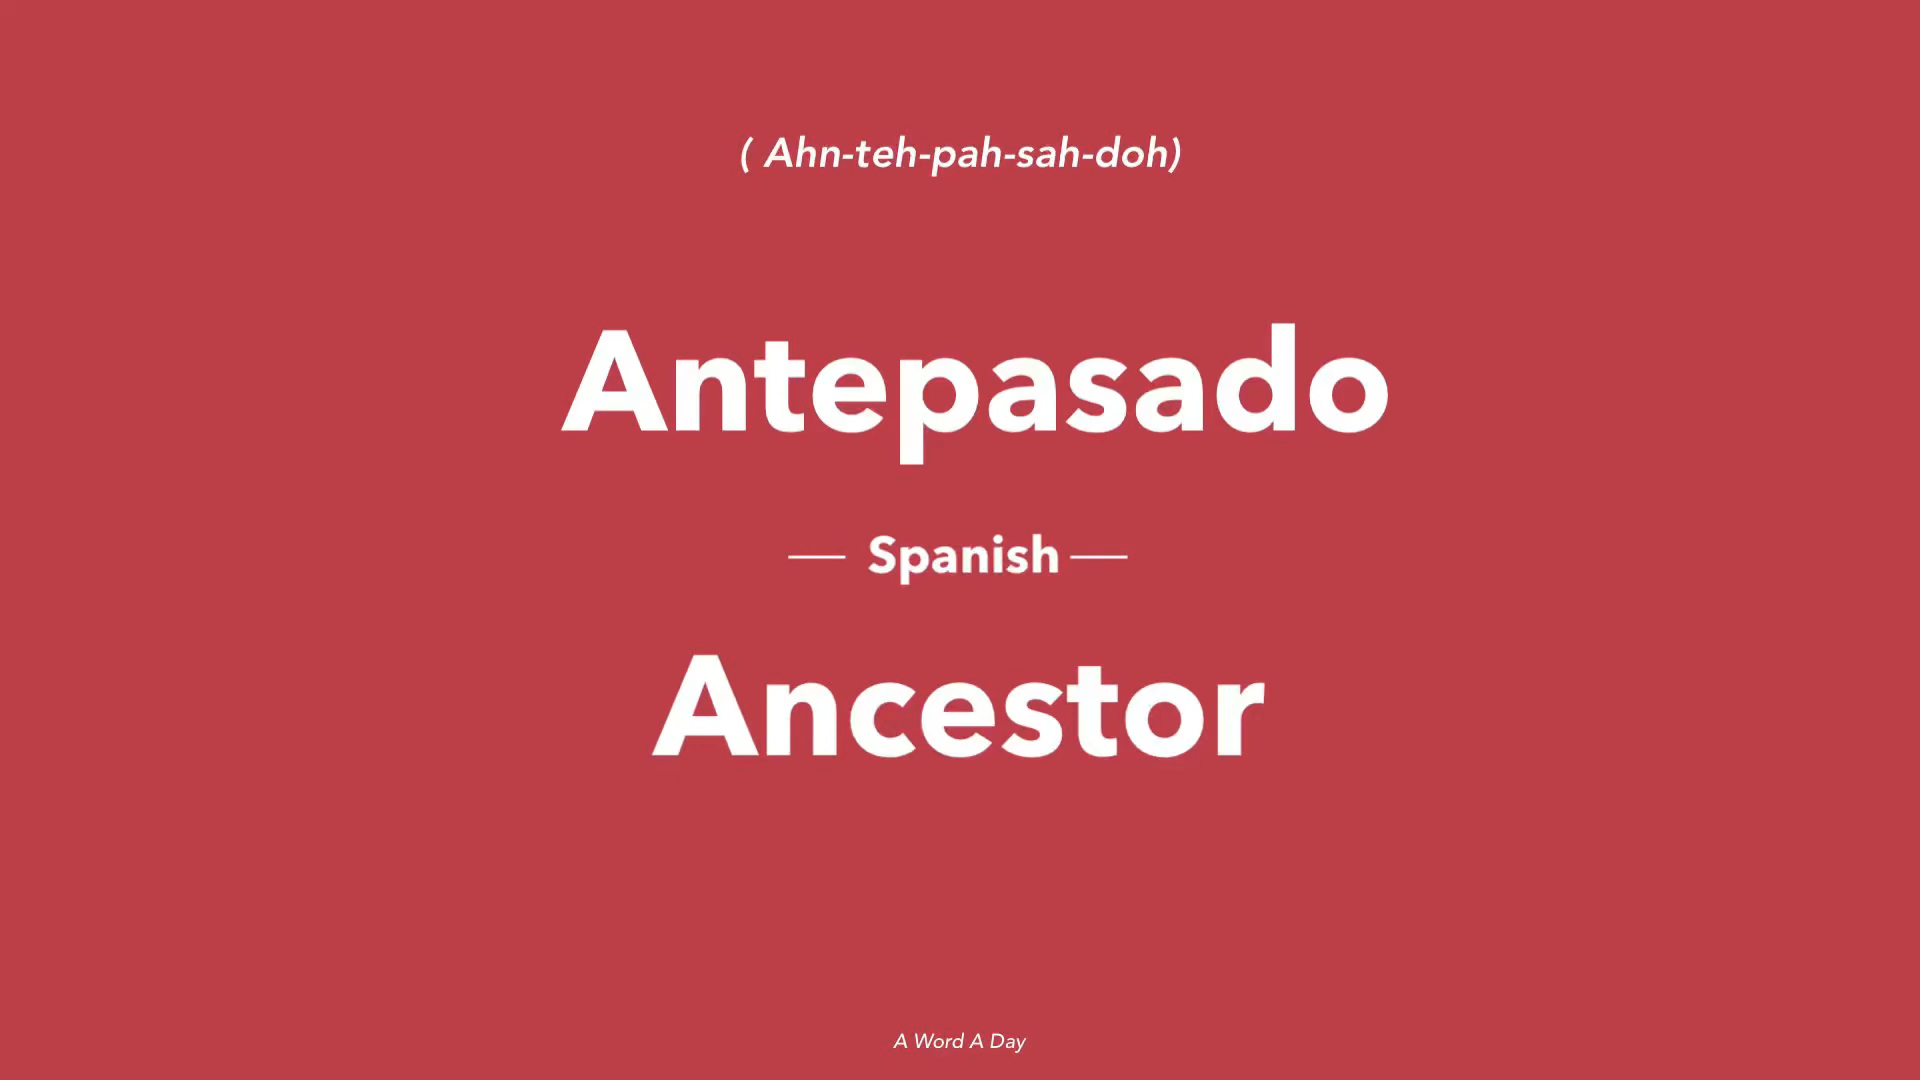 ( Ahn-teh-pah-sah-doh)
Antepasado
Spanish
Ancestor
A Word A Day